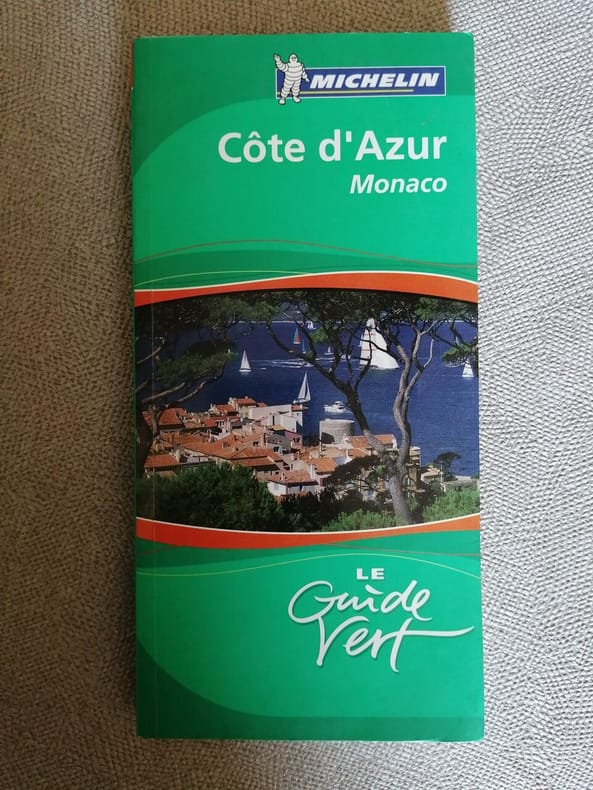 MICHELIN
Côte d'Azur
Monaco
LE
Guide
Vert